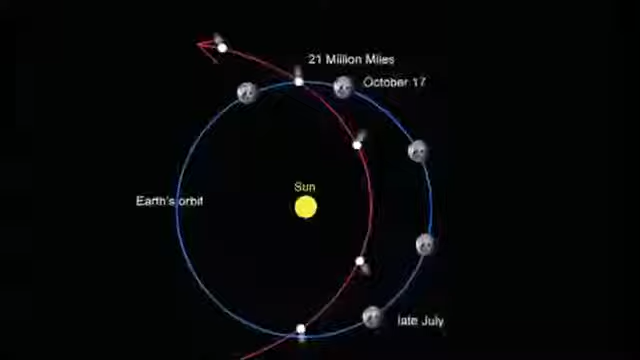 21 Million Miles
October 17
Sun
Earth's orbit
late July